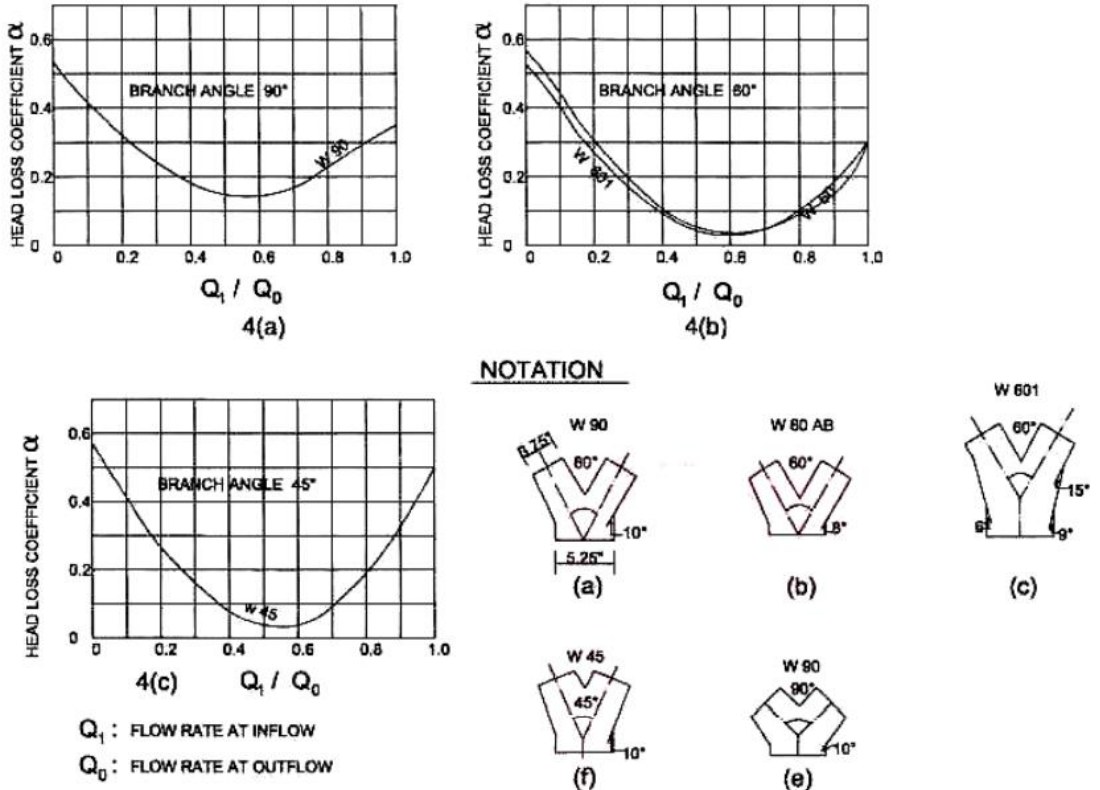 HEAD LOSS COEFFICIENT α
0.6
0.4
0.2
0
BRANCH ANGLE 90°
W 90
0 0.2 0.4 0.6 0.8 1.0
Q1 / Q0
4(a)
HEAD LOSS COEFFICIENT α
0.6
0.4
0.2
0
BRANCH ANGLE 60°
W 601
W 60
0 0.2 0.4 0.6 0.8 1.0
Q1 / Q0
4(b)
HEAD LOSS COEFFICIENT α
0.6
0.4
0.2
0
BRANCH ANGLE 45°
W 45
0 0.2 0.4 0.6 0.8 1.0
4(c) Q1 / Q0
Q1 : FLOW RATE AT INFLOW
Q0 : FLOW RATE AT OUTFLOW
NOTATION
W 90
3.75"
60°
10°
5.25"
(a)
W 60 AB
60°
8°
(b)
W 601
60°
15°
6°
9°
(c)
W 45
45°
10°
(f)
W 90
90°
10°
(e)